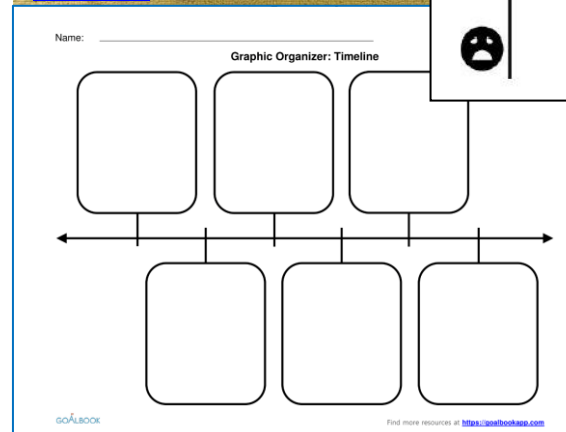 Name:
Graphic Organizer: Timeline
GOALBOOK
Find more resources at https://goalbookapp.com